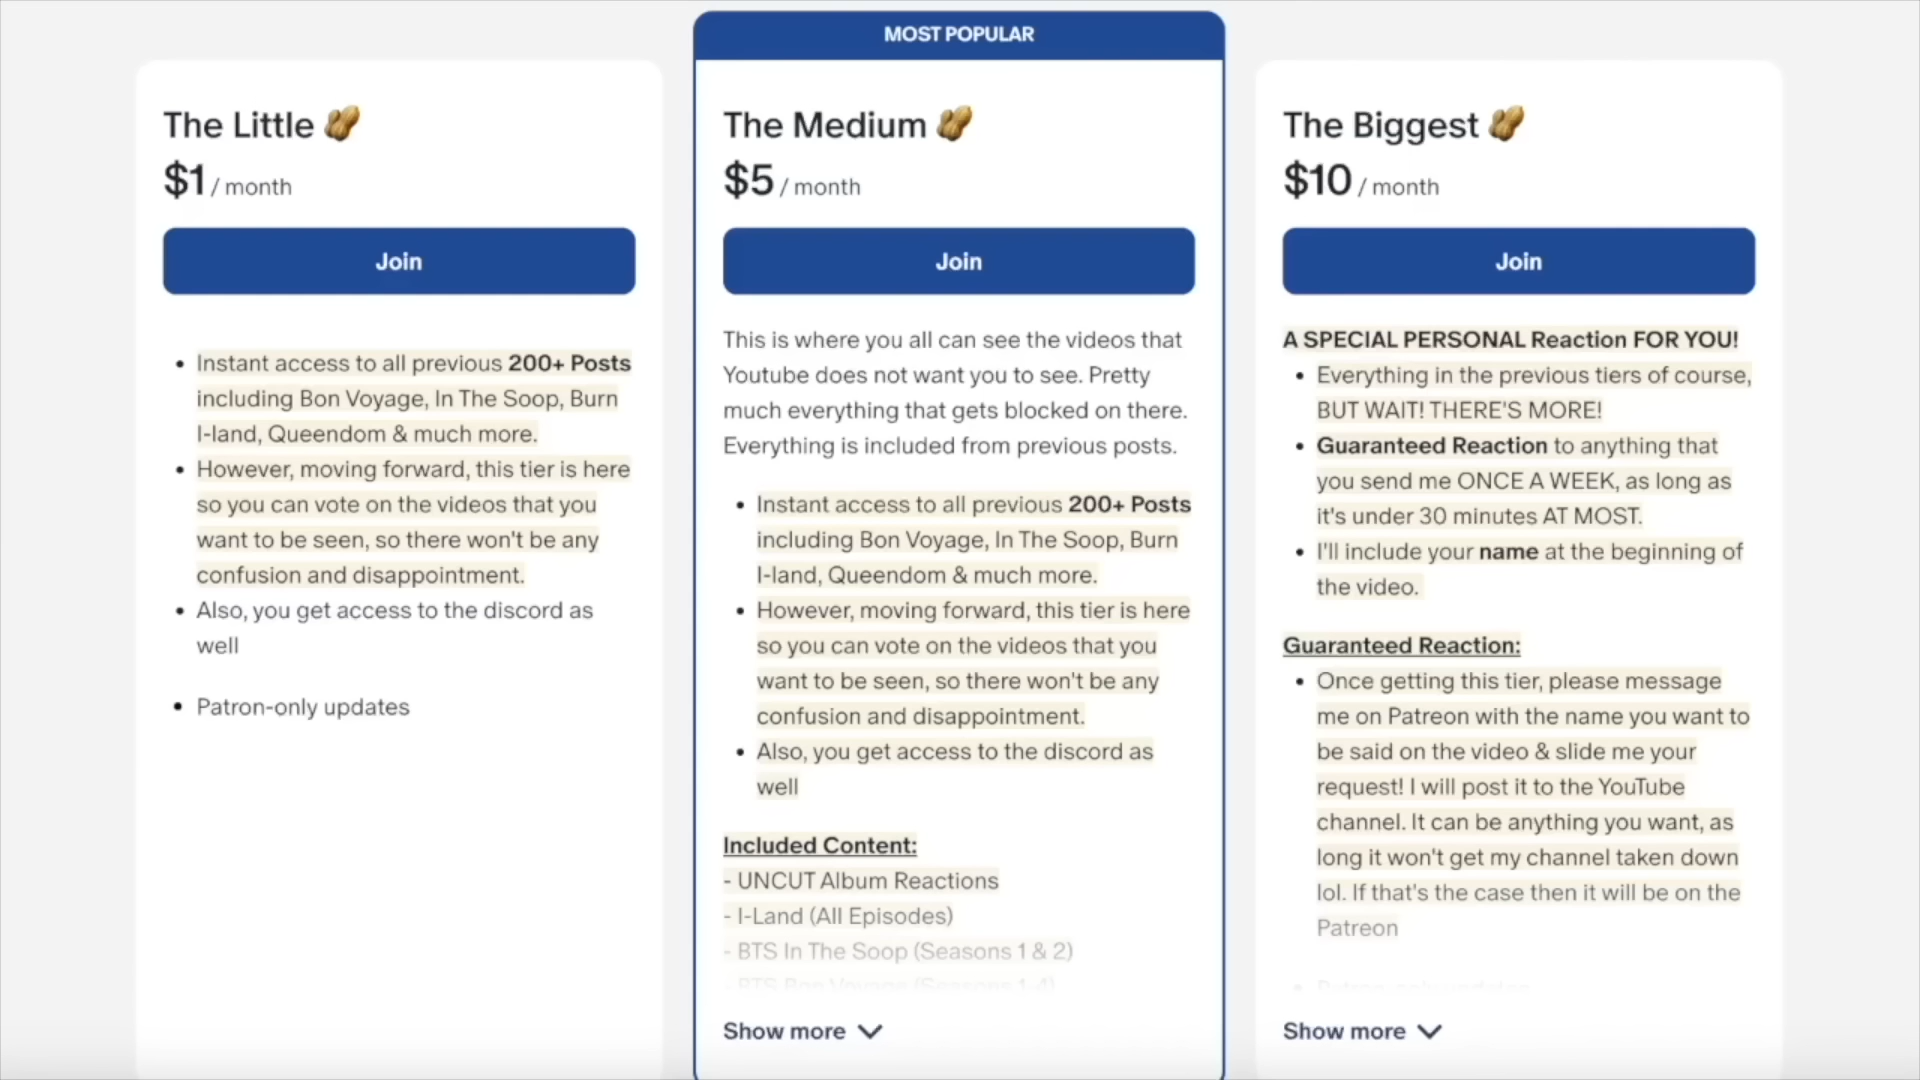 MOST POPULAR
The Little 🥜
$1 / month
Join
• Instant access to all previous 200+ Posts
including Bon Voyage, In The Soop, Burn
I-land, Queendom & much more.
• However, moving forward, this tier is here
so you can vote on the videos that you
want to be seen, so there won't be any
confusion and disappointment.
• Also, you get access to the discord as
well
• Patron-only updates
The Medium 🥜
$5 / month
Join
This is where you all can see the videos that
Youtube does not want you to see. Pretty
much everything that gets blocked on there.
Everything is included from previous posts.
• Instant access to all previous 200+ Posts
including Bon Voyage, In The Soop, Burn
I-land, Queendom & much more.
• However, moving forward, this tier is here
so you can vote on the videos that you
want to be seen, so there won't be any
confusion and disappointment.
• Also, you get access to the discord as
well
Included Content:
- UNCUT Album Reactions
- I-Land (All Episodes)
- BTS In The Soop (Seasons 1 & 2)
- BTS Bon Voyage (Seasons 1-4)
Show more
The Biggest 🥜
$10 / month
Join
A SPECIAL PERSONAL Reaction FOR YOU!
• Everything in the previous tiers of course,
BUT WAIT! THERE'S MORE!
• Guaranteed Reaction to anything that
you send me ONCE A WEEK, as long as
it's under 30 minutes AT MOST.
• I'll include your name at the beginning of
the video.
Guaranteed Reaction:
• Once getting this tier, please message
me on Patreon with the name you want to
be said on the video & slide me your
request! I will post it to the YouTube
channel. It can be anything you want, as
long it won't get my channel taken down
lol. If that's the case then it will be on the
Patreon
• Patron-only updates
Show more